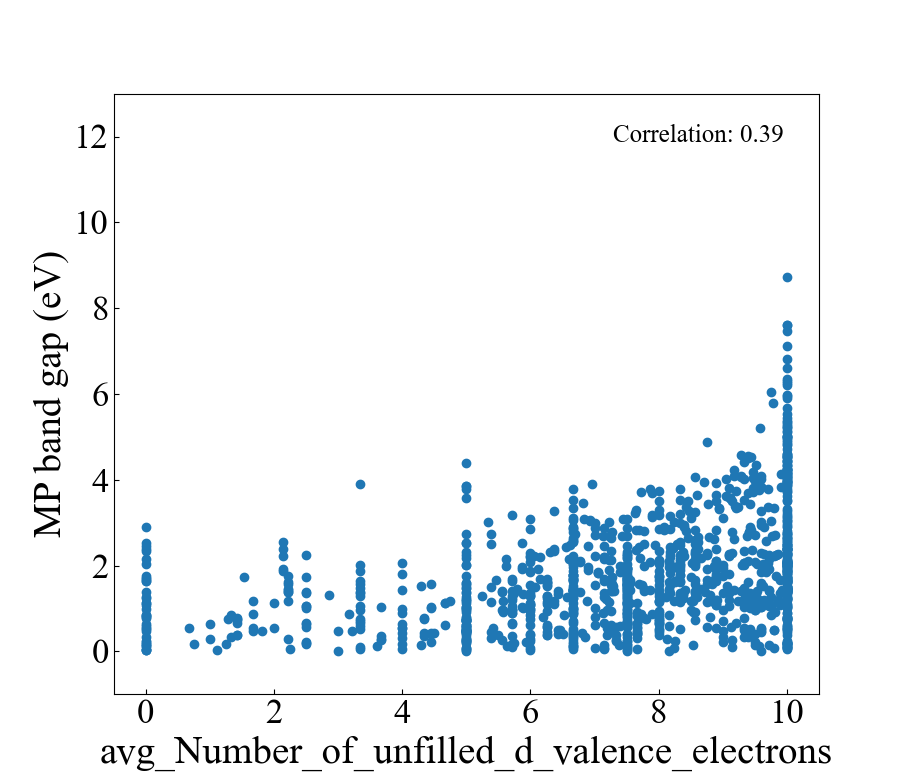 Correlation: 0.39
12
10
8
6
4
2
0
MP band gap (eV)
0 2 4 6 8 10
avg_Number_of_unfilled_d_valence_electrons